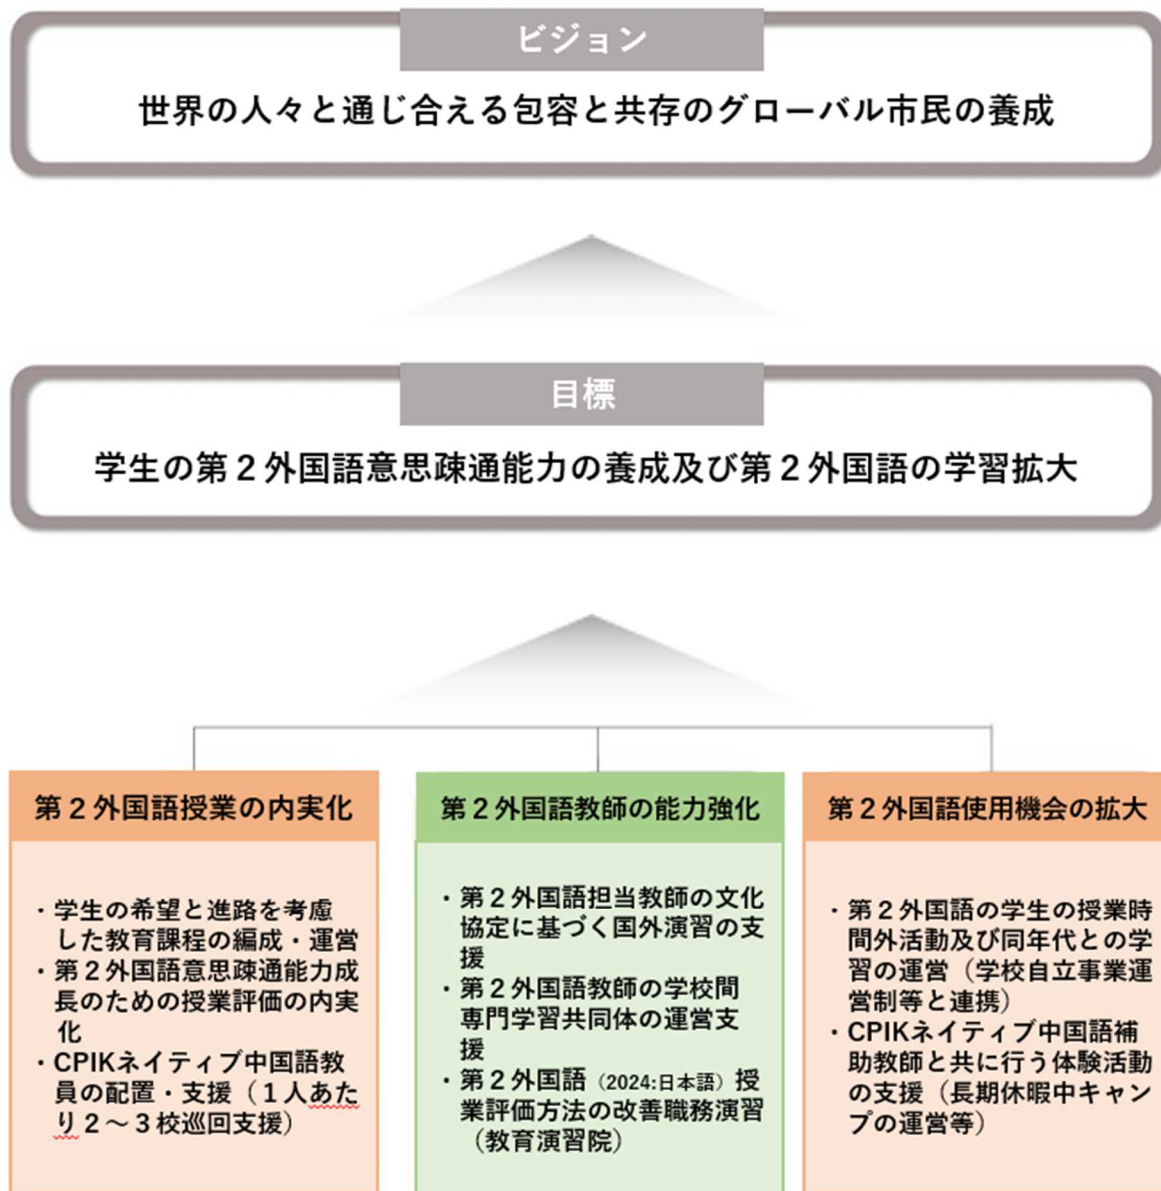 ビジョン
世界の人々と通じ合える包容と共存のグローバル市民の養成
目標
学生の第２外国語意思疎通能力の養成及び第２外国語の学習拡大
第２外国語授業の内実化
・学生の希望と進路を考慮
した教育課程の編成・運営
・第２外国語意思疎通能力成
長のための授業評価の内実
化
・CPIKネイティブ中国語教
員の配置・支援（１人あた
り２～３校巡回支援）
第２外国語教師の能力強化
・第２外国語担当教師の文化
協定に基づく国外演習の支
援
・第２外国語教師の学校間
専門学習共同体の運営支
援
・第２外国語（2024:日本語）授
業評価方法の改善職務演習
（教育演習院）
第２外国語使用機会の拡大
・第２外国語の学生の授業時
間外活動及び同年代との学
習の運営（学校自立事業運
営制等と連携）
・CPIKネイティブ中国語補
助教師と共に行う体験活動
の支援（長期休暇中キャン
プの運営等）